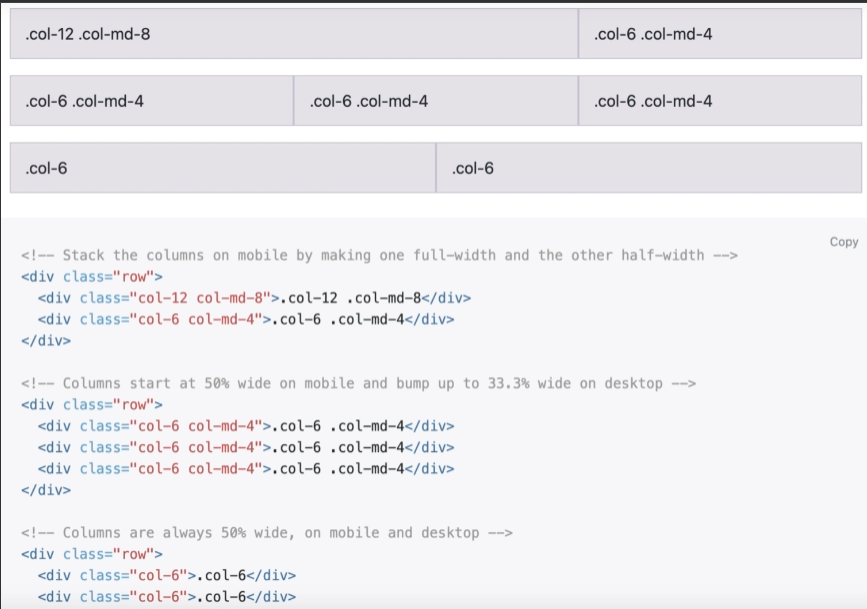 .col-12 .col-md-8 .col-6 .col-md-4
.col-6 .col-md-4 .col-6 .col-md-4 .col-6 .col-md-4
.col-6 .col-6
Copy
<!-- Stack the columns on mobile by making one full-width and the other half-width -->
<div class="row">
  <div class="col-12 col-md-8">.col-12 .col-md-8</div>
  <div class="col-6 col-md-4">.col-6 .col-md-4</div>
</div>
<!-- Columns start at 50% wide on mobile and bump up to 33.3% wide on desktop -->
<div class="row">
  <div class="col-6 col-md-4">.col-6 .col-md-4</div>
  <div class="col-6 col-md-4">.col-6 .col-md-4</div>
  <div class="col-6 col-md-4">.col-6 .col-md-4</div>
</div>
<!-- Columns are always 50% wide, on mobile and desktop -->
<div class="row">
  <div class="col-6">.col-6</div>
  <div class="col-6">.col-6</div>